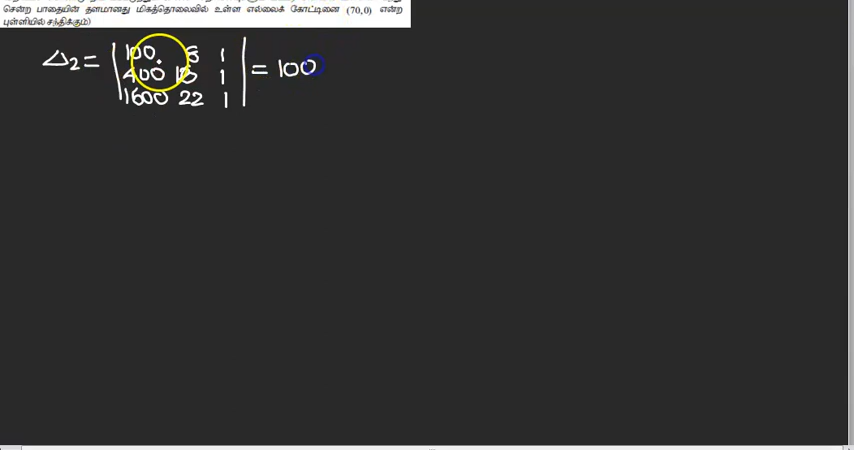 சென்ற பாதையின் தளமானது மிகத்தொலைவில் உள்ள எல்லைக் கோட்டினை (70,0) என்ற
புள்ளியில் சந்திக்கும்)
Δ₂ = | 100 8 1 |
| 400 16 1 | = 100
| 1600 22 1 |